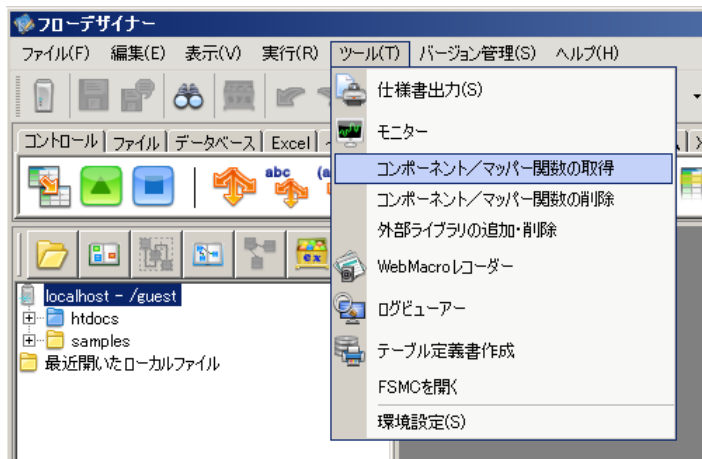 フローデザイナー
ファイル(F) 編集(E) 表示(V) 実行(R) ツール(T) バージョン管理(S) ヘルプ(H)
仕様書出力(S)
コントロール ファイル データベース Excel
モニター
コンポーネント／マッパー関数の取得
abc
コンポーネント／マッパー関数の削除
外部ライブラリの追加・削除
ex
WebMacroレコーダー
localhost - /guest
htdocs
ログビューアー
samples
テーブル定義書作成
最近開いたローカルファイル
FSMCを開く
環境設定(S)